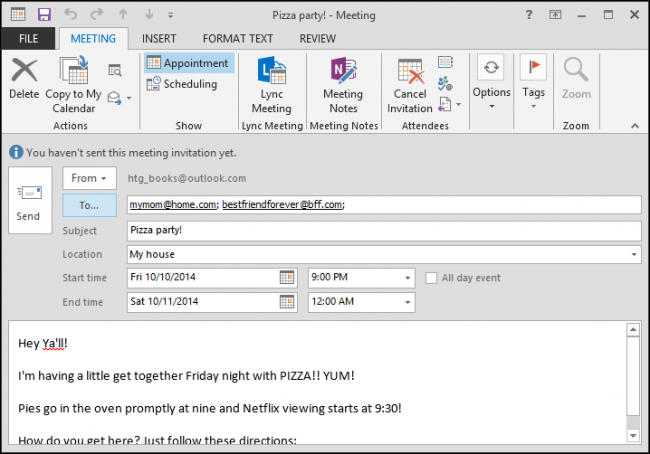 Pizza party! - Meeting
FILE MEETING INSERT FORMAT TEXT REVIEW
Delete
Copy to My Calendar
Actions
Appointment
Scheduling
Show
Lync Meeting
Lync Meeting
Meeting Notes
Meeting Notes
Cancel Invitation
Attendees
Options
Tags
Zoom
Zoom
You haven't sent this meeting invitation yet.
Send
From htg_books@outlook.com
To... mymom@home.com; bestfriendforever@bff.com;
Subject Pizza party!
Location My house
Start time Fri 10/10/2014 9:00 PM All day event
End time Sat 10/11/2014 12:00 AM
Hey Ya'll!
I'm having a little get together Friday night with PIZZA!! YUM!
Pies go in the oven promptly at nine and Netflix viewing starts at 9:30!
How do you get here? Just follow these directions: